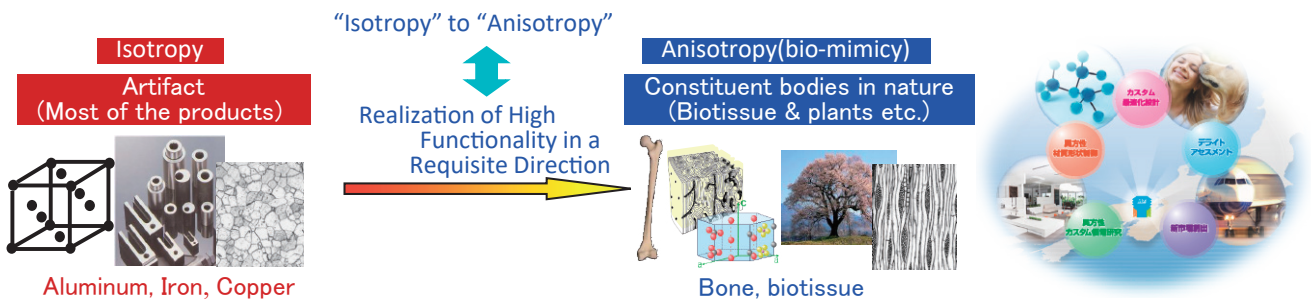 “Isotropy” to “Anisotropy”
Isotropy
Artifact
(Most of the products)
Realization of High
Functionality in a
Requisite Direction
Anisotropy(bio-mimicy)
Constituent bodies in nature
(Biotissue & plants etc.)
Aluminum, Iron, Copper
Bone, biotissue
カスタム
最適化設計
異方性
材質形状制御
デライト
アセスメント
異方性
カスタム構造研究
新市場創出